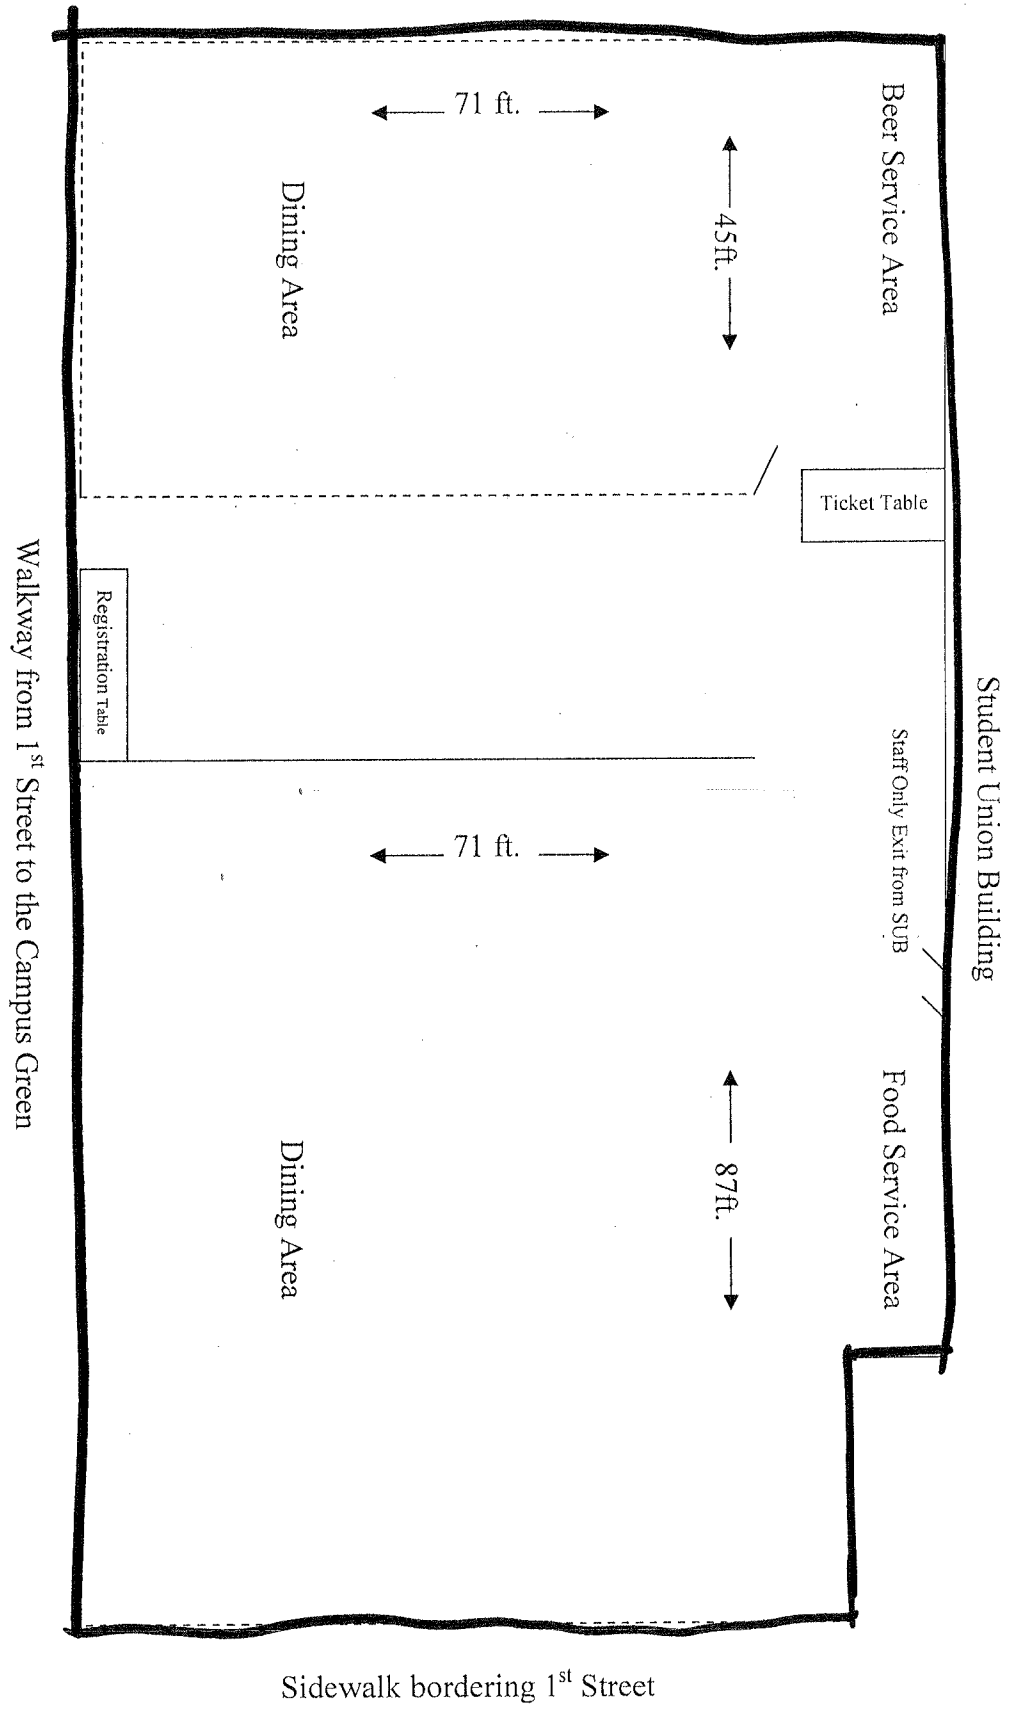 71 ft.
Beer Service Area
45ft.
Dining Area
Ticket Table
Registration Table
Walkway from 1st Street to the Campus Green
Student Union Building
Staff Only Exit from SUB
71 ft.
Food Service Area
87ft.
Dining Area
Sidewalk bordering 1st Street